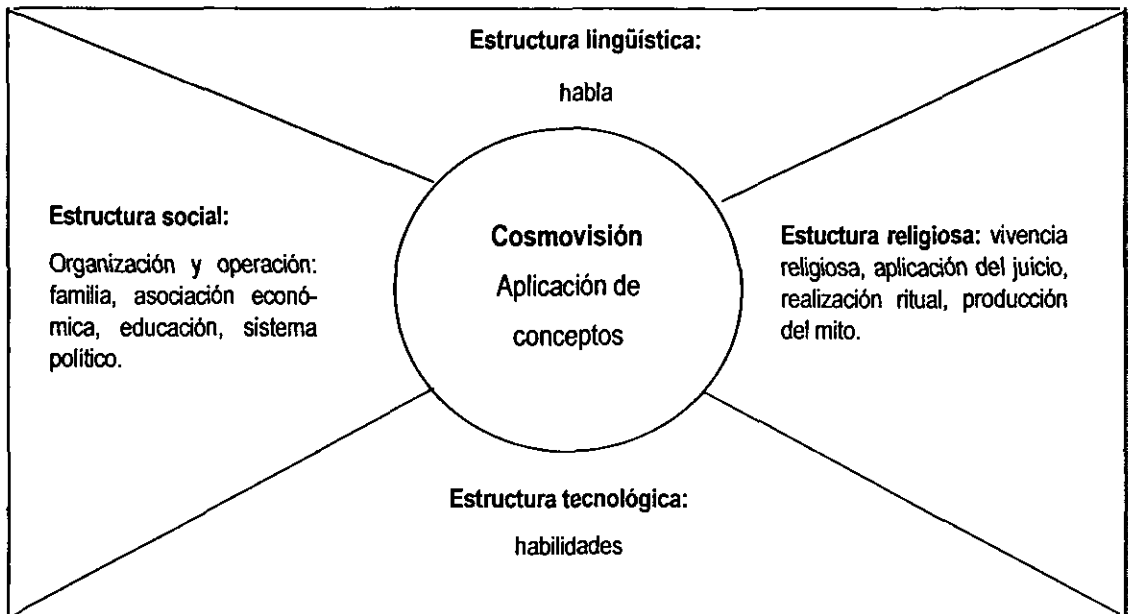 Estructura lingüística:
habla
Estructura social:
Organización y operación:
familia, asociación econó-
mica, educación, sistema
político.
Cosmovisión
Aplicación de
conceptos
Estuctura religiosa: vivencia
religiosa, aplicación del juicio,
realización ritual, producción
del mito.
Estructura tecnológica:
habilidades